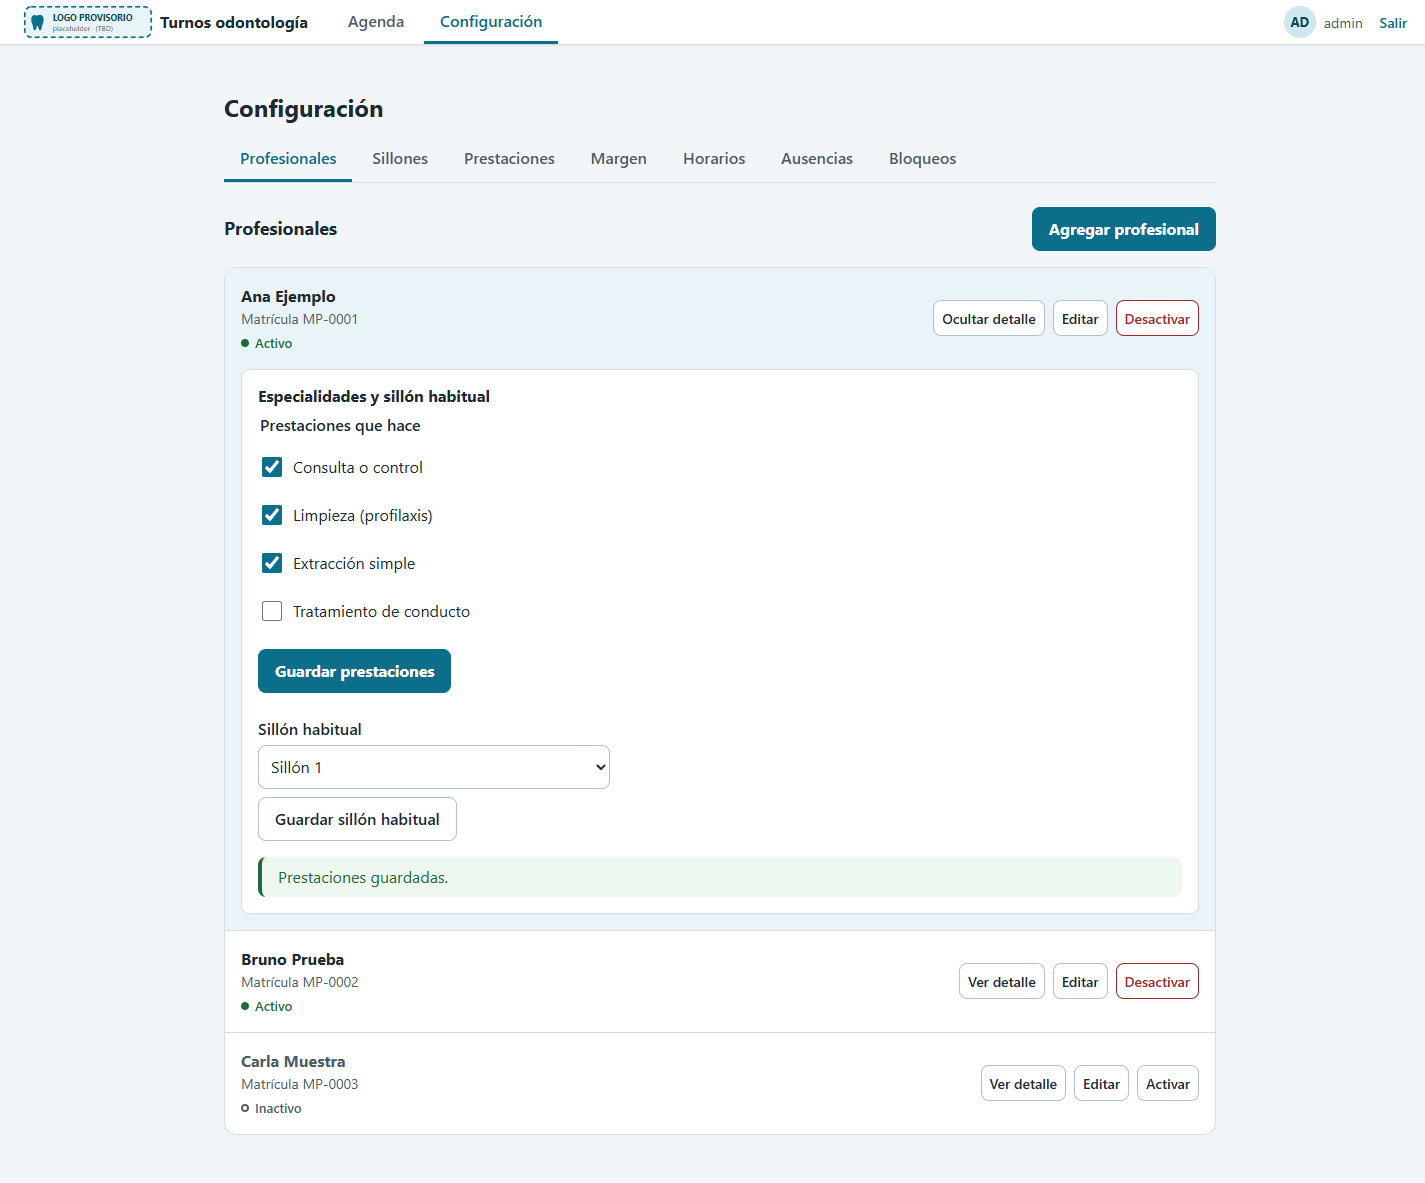 LOGO PROVISORIO
placeholder · (TBD)
Turnos odontología
Agenda
Configuración
AD
admin
Salir
Configuración
Profesionales
Sillones
Prestaciones
Margen
Horarios
Ausencias
Bloqueos
Profesionales
Agregar profesional
Ana Ejemplo
Matrícula MP-0001
Activo
Ocultar detalle
Editar
Desactivar
Especialidades y sillón habitual
Prestaciones que hace
Consulta o control
Limpieza (profilaxis)
Extracción simple
Tratamiento de conducto
Guardar prestaciones
Sillón habitual
Sillón 1
Guardar sillón habitual
Prestaciones guardadas.
Bruno Prueba
Matrícula MP-0002
Activo
Ver detalle
Editar
Desactivar
Carla Muestra
Matrícula MP-0003
Inactivo
Ver detalle
Editar
Activar